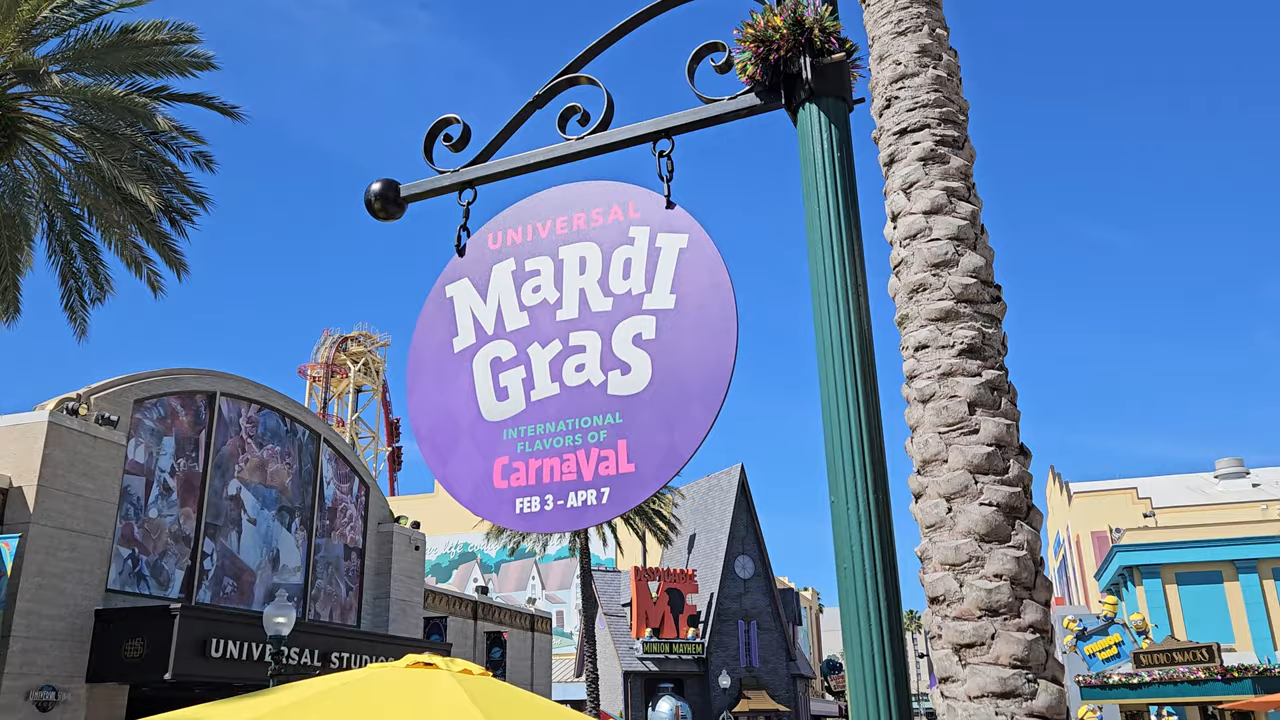 UNIVERSAL
MaRdI
GraS
INTERNATIONAL
FLAVORS OF
CaRNaVaL
FEB 3 – APR 7
DESPICABLE
ME
MINION MAYHEM
UNIVERSAL STUDIOS
STUDIO SNACKS